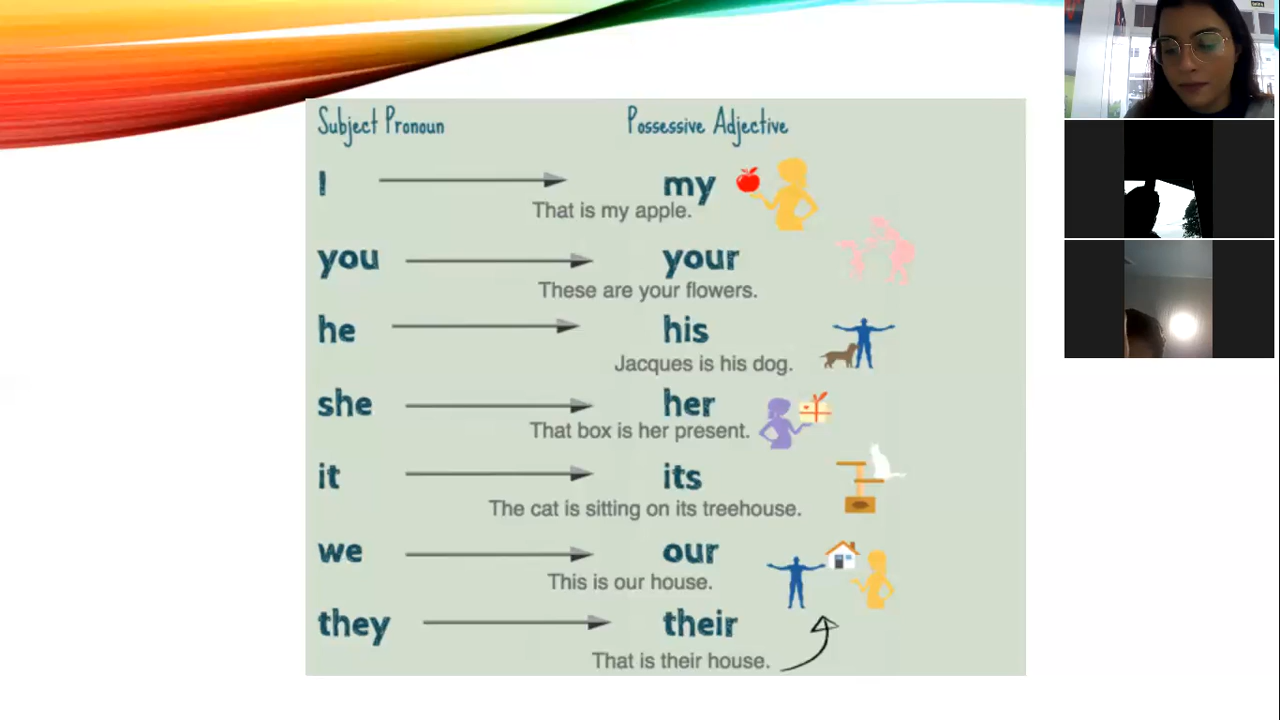 Subject Pronoun Possessive Adjective
I my
That is my apple.
you your
These are your flowers.
he his
Jacques is his dog.
she her
That box is her present.
it its
The cat is sitting on its treehouse.
we our
This is our house.
they their
That is their house.